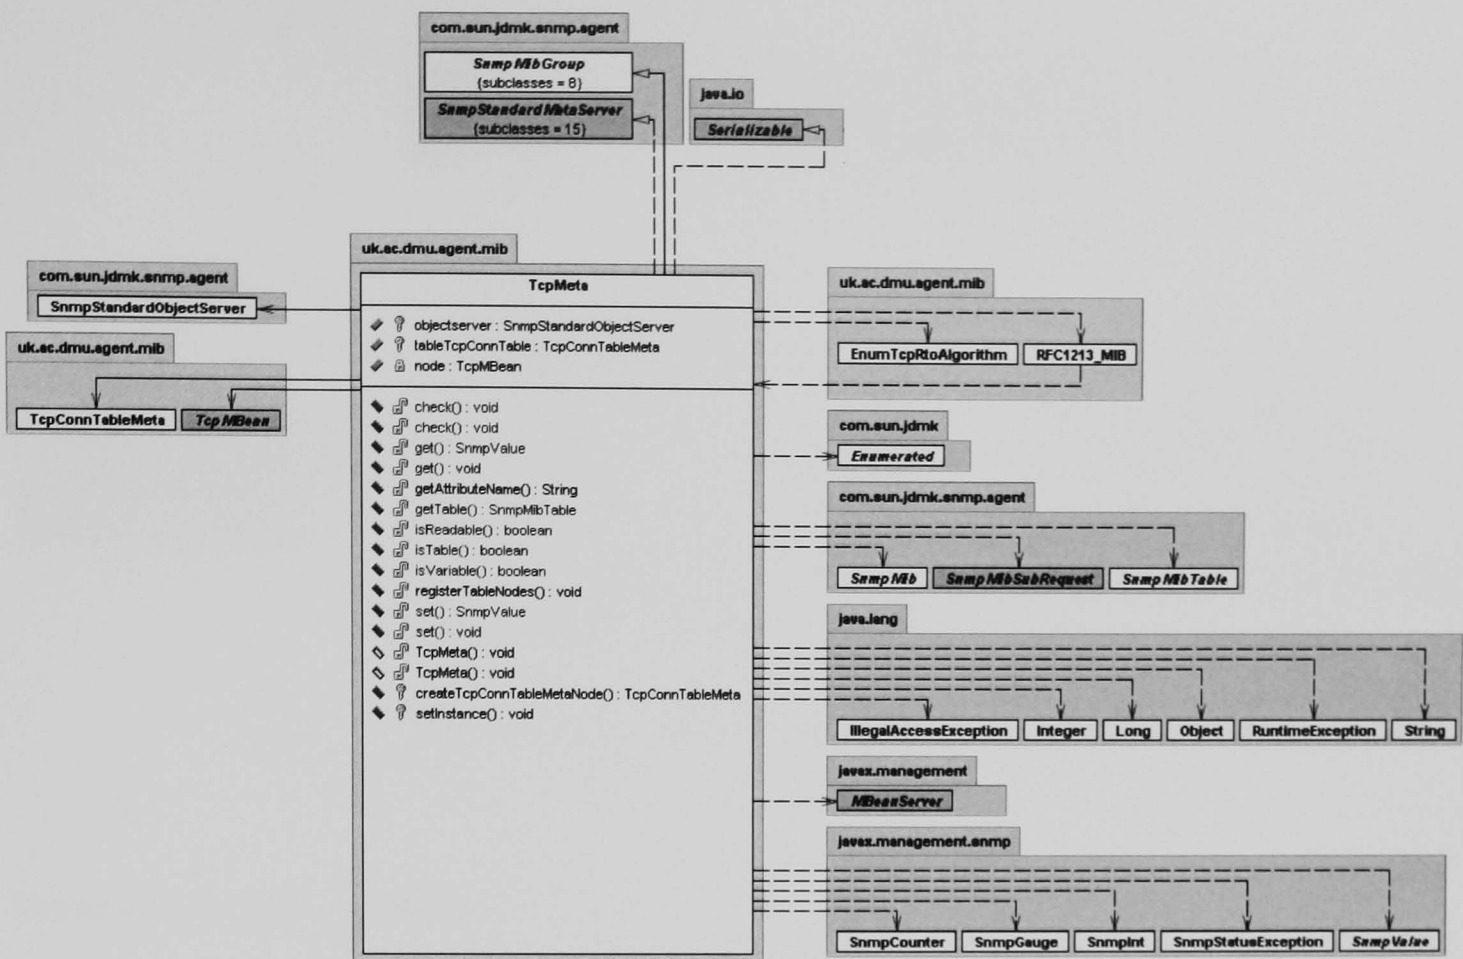 com.sun.jdmk.snmp.agent
SnmpMibGroup
{subclasses = 8}
SnmpStandardMetaServer
{subclasses = 15}
java.io
Serializable
uk.ac.dmu.agent.mib
TcpMeta
objectserver : SnmpStandardObjectServer
tableTcpConnTable : TcpConnTableMeta
node : TcpMBean
check() : void
check() : void
get() : SnmpValue
get() : void
getAttributeName() : String
getTable() : SnmpMibTable
isReadable() : boolean
isTable() : boolean
isVariable() : boolean
registerTableNodes() : void
set() : SnmpValue
set() : void
TcpMeta() : void
TcpMeta() : void
createTcpConnTableMetaNode() : TcpConnTableMeta
setInstance() : void
com.sun.jdmk.snmp.agent
SnmpStandardObjectServer
uk.ac.dmu.agent.mib
TcpConnTableMeta TcpMBean
uk.ac.dmu.agent.mib
EnumTcpRtoAlgorithm RFC1213_MIB
com.sun.jdmk
Enumerated
com.sun.jdmk.snmp.agent
SnmpMib SnmpMibSubRequest SnmpMibTable
java.lang
IllegalAccessException Integer Long Object RuntimeException String
javax.management
MBeanServer
javax.management.snmp
SnmpCounter SnmpGauge SnmpInt SnmpStatusException SnmpValue